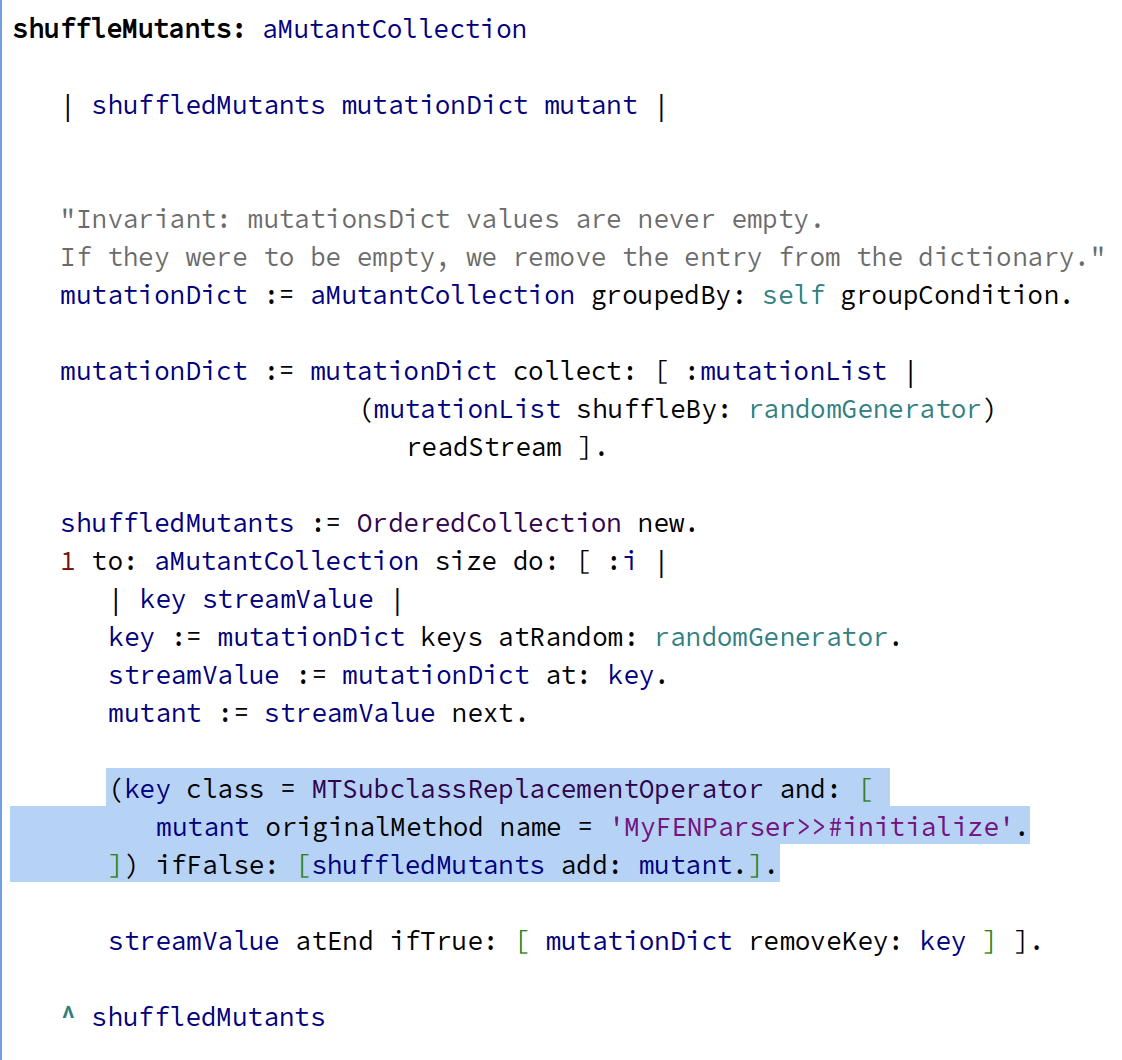 shuffleMutants: aMutantCollection
| shuffledMutants mutationDict mutant |
"Invariant: mutationsDict values are never empty.
If they were to be empty, we remove the entry from the dictionary."
mutationDict := aMutantCollection groupedBy: self groupCondition.
mutationDict := mutationDict collect: [ :mutationList |
(mutationList shuffleBy: randomGenerator)
readStream ].
shuffledMutants := OrderedCollection new.
1 to: aMutantCollection size do: [ :i |
| key streamValue |
key := mutationDict keys atRandom: randomGenerator.
streamValue := mutationDict at: key.
mutant := streamValue next.
(key class = MTSubclassReplacementOperator and: [
mutant originalMethod name = 'MyFENParser>>#initialize'.
]) ifFalse: [shuffledMutants add: mutant.].
streamValue atEnd ifTrue: [ mutationDict removeKey: key ] ].
^ shuffledMutants